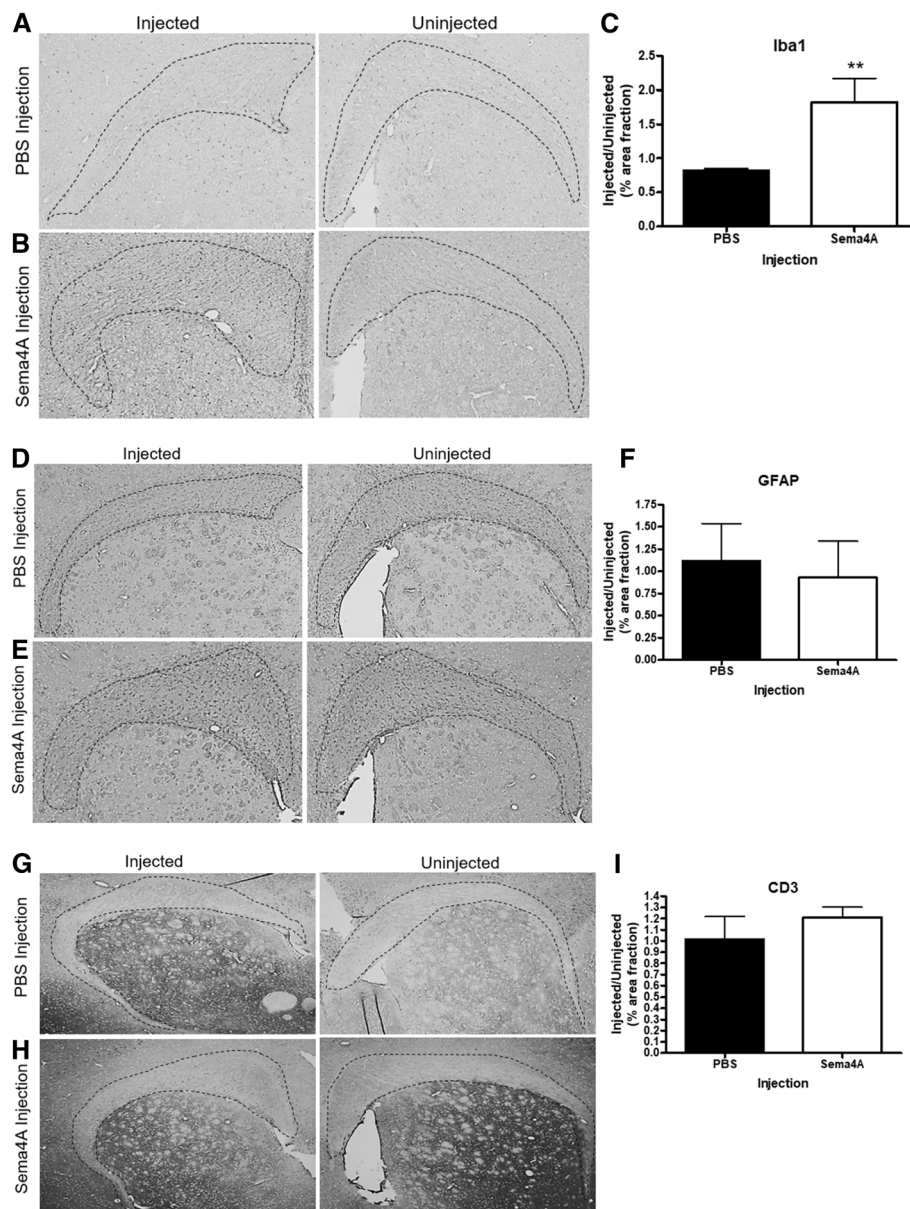 A
Injected
Uninjected
PBS Injection
B
Sema4A Injection
C
Iba1
**
Injected/Uninjected
(% area fraction)
2.5
2.0
1.5
1.0
0.5
0.0
PBS
Sema4A
Injection
D
Injected
Uninjected
PBS Injection
E
Sema4A Injection
F
GFAP
Injected/Uninjected
(% area fraction)
1.75
1.50
1.25
1.00
0.75
0.50
0.25
0.00
PBS
Sema4A
Injection
G
Injected
Uninjected
PBS Injection
H
Sema4A Injection
I
CD3
Injected/Uninjected
(% area fraction)
1.4
1.3
1.2
1.1
1.0
0.9
0.8
0.7
0.6
0.5
0.4
0.3
0.2
0.1
0.0
PBS
Sema4A
Injection